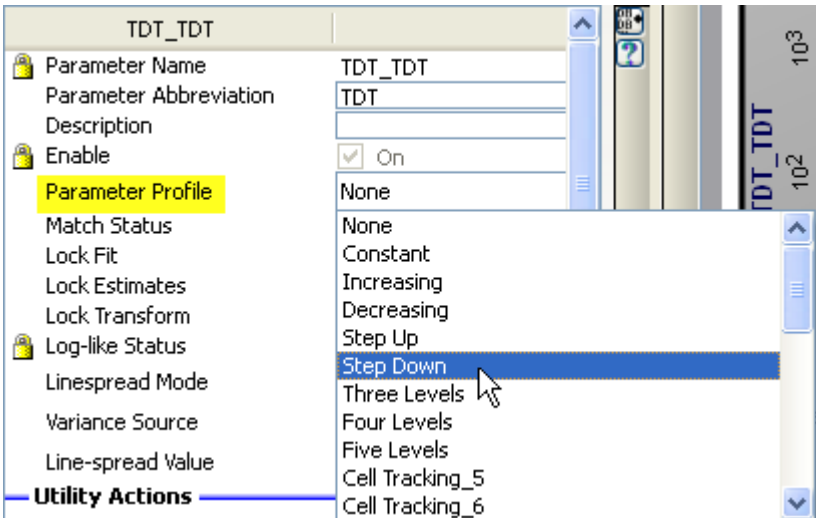 TDT_TDT
Parameter Name TDT_TDT
Parameter Abbreviation TDT
Description
Enable On
Parameter Profile None
Match Status
Lock Fit
Lock Estimates
Lock Transform
Log-like Status
Linespread Mode
Variance Source
Line-spread Value
Utility Actions
None
Constant
Increasing
Decreasing
Step Up
Step Down
Three Levels
Four Levels
Five Levels
Cell Tracking_5
Cell Tracking_6
?
TDT_TDT
10³
10²